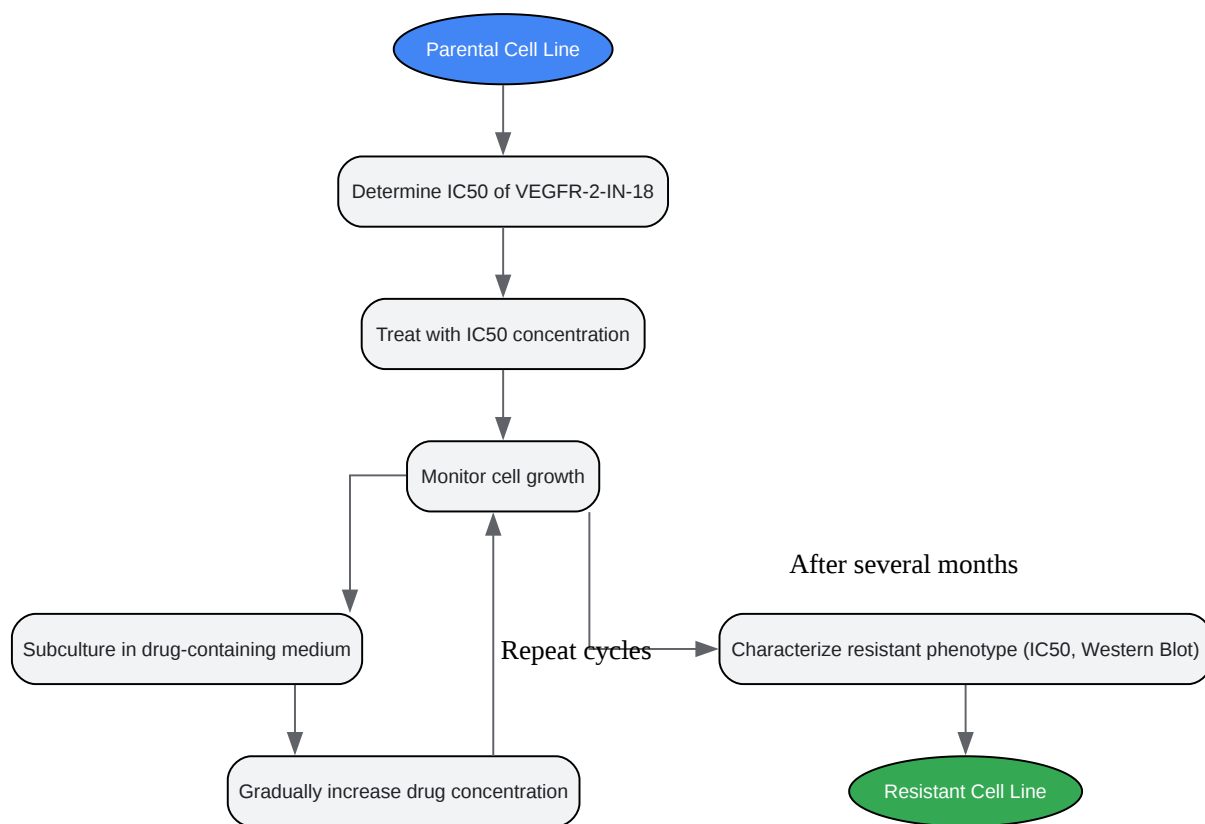 Parental Cell Line
Determine IC50 of VEGFR-2-IN-18
Treat with IC50 concentration
Monitor cell growth
After several months
Subculture in drug-containing medium
Repeat cycles
Characterize resistant phenotype (IC50, Western Blot)
Gradually increase drug concentration
Resistant Cell Line